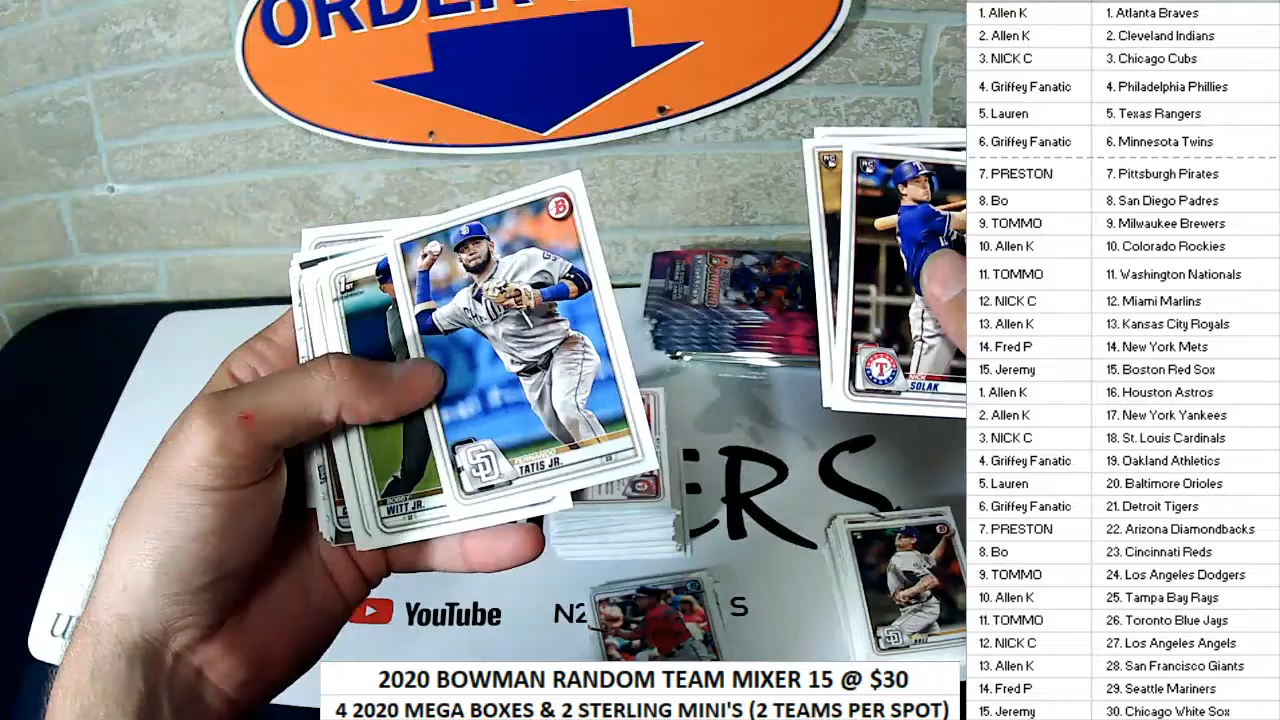 ORDER
1. Allen K 1. Atlanta Braves
2. Allen K 2. Cleveland Indians
3. NICK C 3. Chicago Cubs
4. Griffey Fanatic 4. Philadelphia Phillies
5. Lauren 5. Texas Rangers
6. Griffey Fanatic 6. Minnesota Twins
7. PRESTON 7. Pittsburgh Pirates
8. Bo 8. San Diego Padres
9. TOMMO 9. Milwaukee Brewers
10. Allen K 10. Colorado Rockies
11. TOMMO 11. Washington Nationals
12. NICK C 12. Miami Marlins
13. Allen K 13. Kansas City Royals
14. Fred P 14. New York Mets
15. Jeremy 15. Boston Red Sox
1. Allen K 16. Houston Astros
2. Allen K 17. New York Yankees
3. NICK C 18. St. Louis Cardinals
4. Griffey Fanatic 19. Oakland Athletics
5. Lauren 20. Baltimore Orioles
6. Griffey Fanatic 21. Detroit Tigers
7. PRESTON 22. Arizona Diamondbacks
8. Bo 23. Cincinnati Reds
9. TOMMO 24. Los Angeles Dodgers
10. Allen K 25. Tampa Bay Rays
11. TOMMO 26. Toronto Blue Jays
12. NICK C 27. Los Angeles Angels
13. Allen K 28. San Francisco Giants
14. Fred P 29. Seattle Mariners
15. Jeremy 30. Chicago White Sox
RC
RC
B
1ST
T
NICK
SOLAK
SD
FERNANDO
TATIS JR.
BOBBY
WITT JR.
ERS
SD
YouTube N2 S
2020 BOWMAN RANDOM TEAM MIXER 15 @ $30
4 2020 MEGA BOXES & 2 STERLING MINI'S (2 TEAMS PER SPOT)